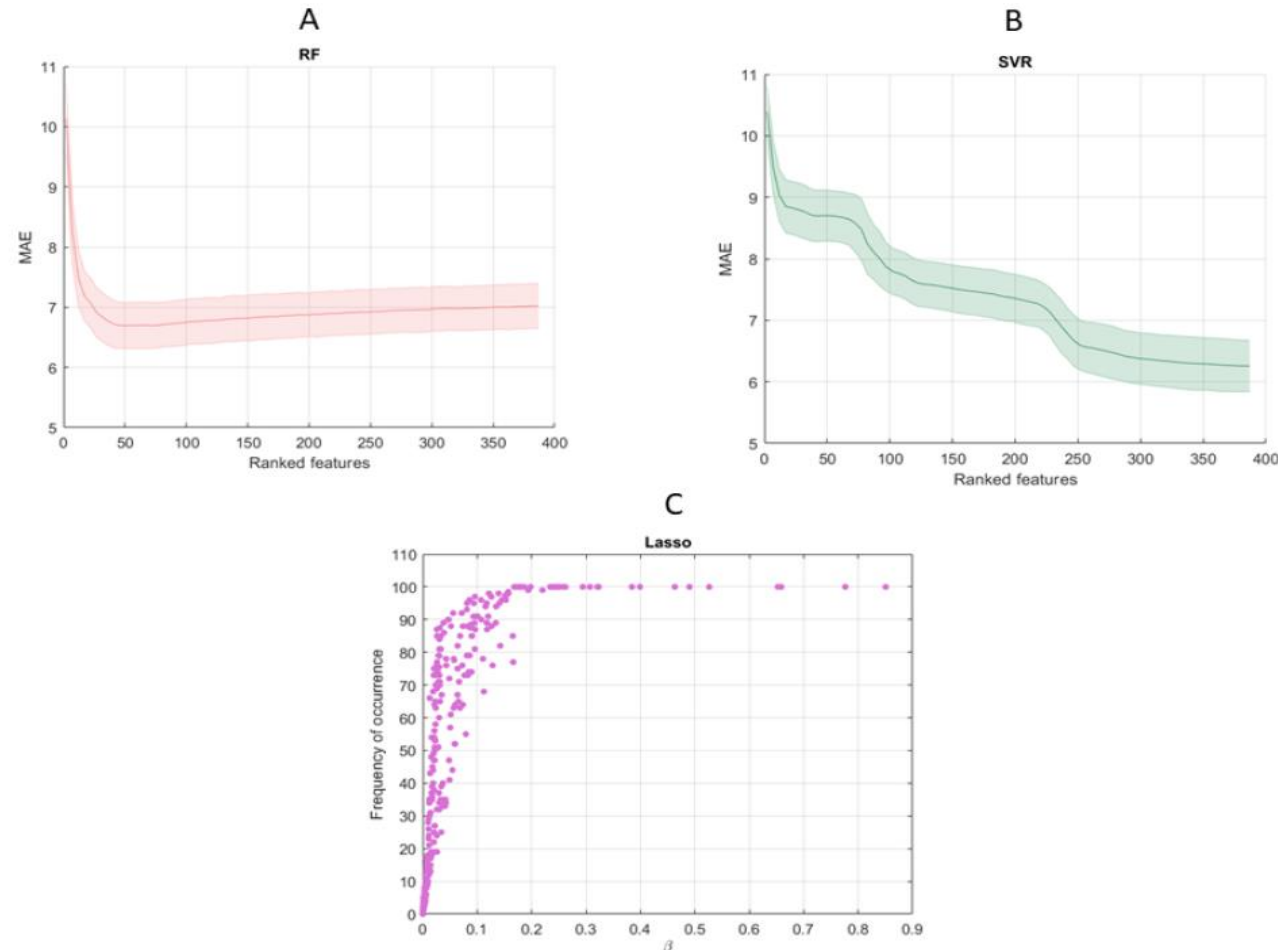 A
RF
11
10
9
8
7
6
5
MAE
0 50 100 150 200 250 300 350 400
Ranked features
B
SVR
11
10
9
8
7
6
5
MAE
0 50 100 150 200 250 300 350 400
Ranked features
C
Lasso
110
100
90
80
70
60
50
40
30
20
10
0
Frequency of occurrence
0 0.1 0.2 0.3 0.4 0.5 0.6 0.7 0.8 0.9
β